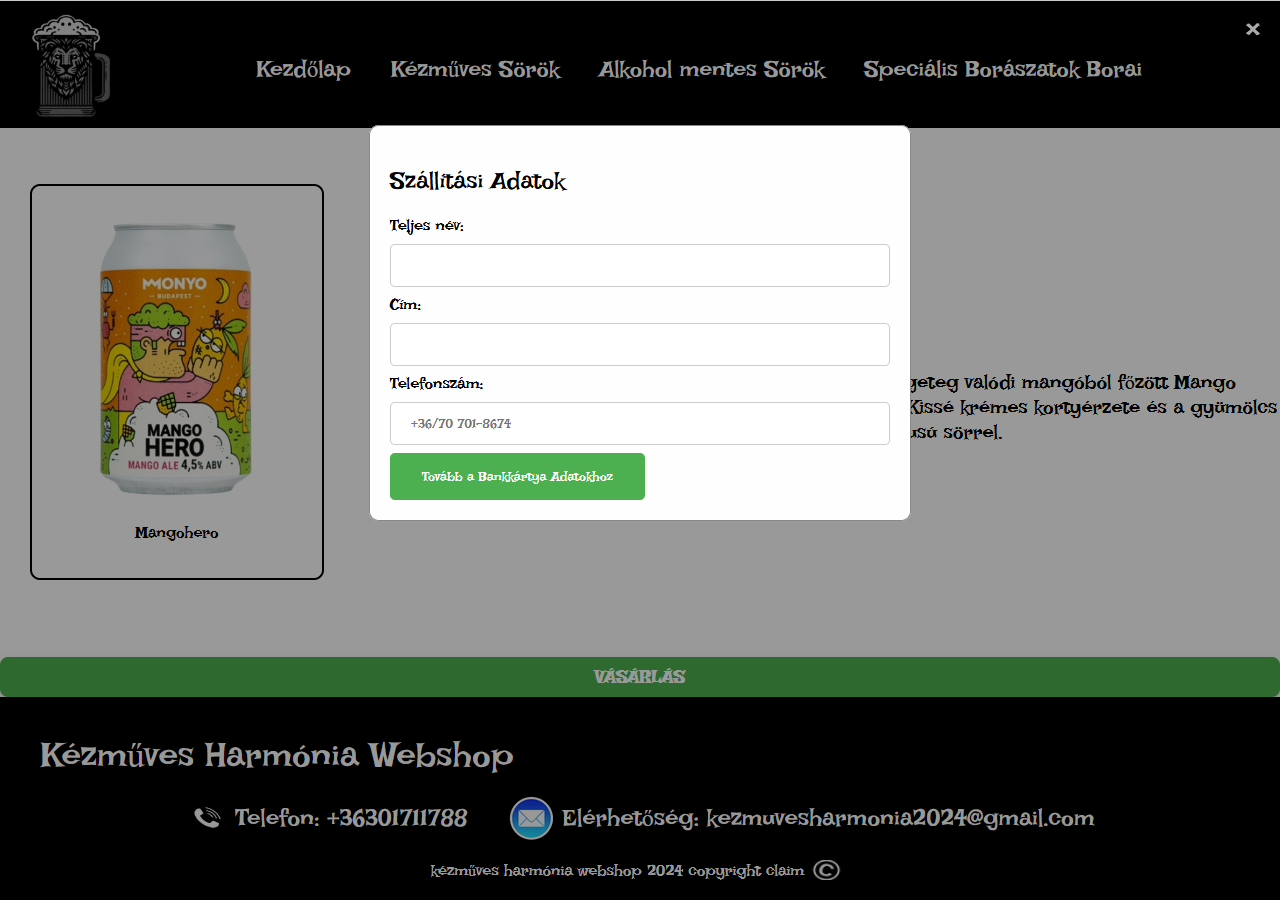 ×
Kezdőlap Kézműves Sörök Alkohol mentes Sörök Speciális Borászatok Borai
Szállítási Adatok
Teljes név:
Cím:
Telefonszám:
+36/70 701-8674
Tovább a Bankkártya Adatokhoz
MONYO
BUDAPEST
MANGO
HERO
MANGO ALE 4,5% ABV
Mangohero
geteg valódi mangóból főzött Mango
Kissé krémes kortyérzete és a gyümölcs
usú sörrel.
VÁSÁRLÁS
Kézműves Harmónia Webshop
Telefon: +36301711788 Elérhetőség: kezmuvesharmonia2024@gmail.com
kézműves harmónia webshop 2024 copyright claim ©